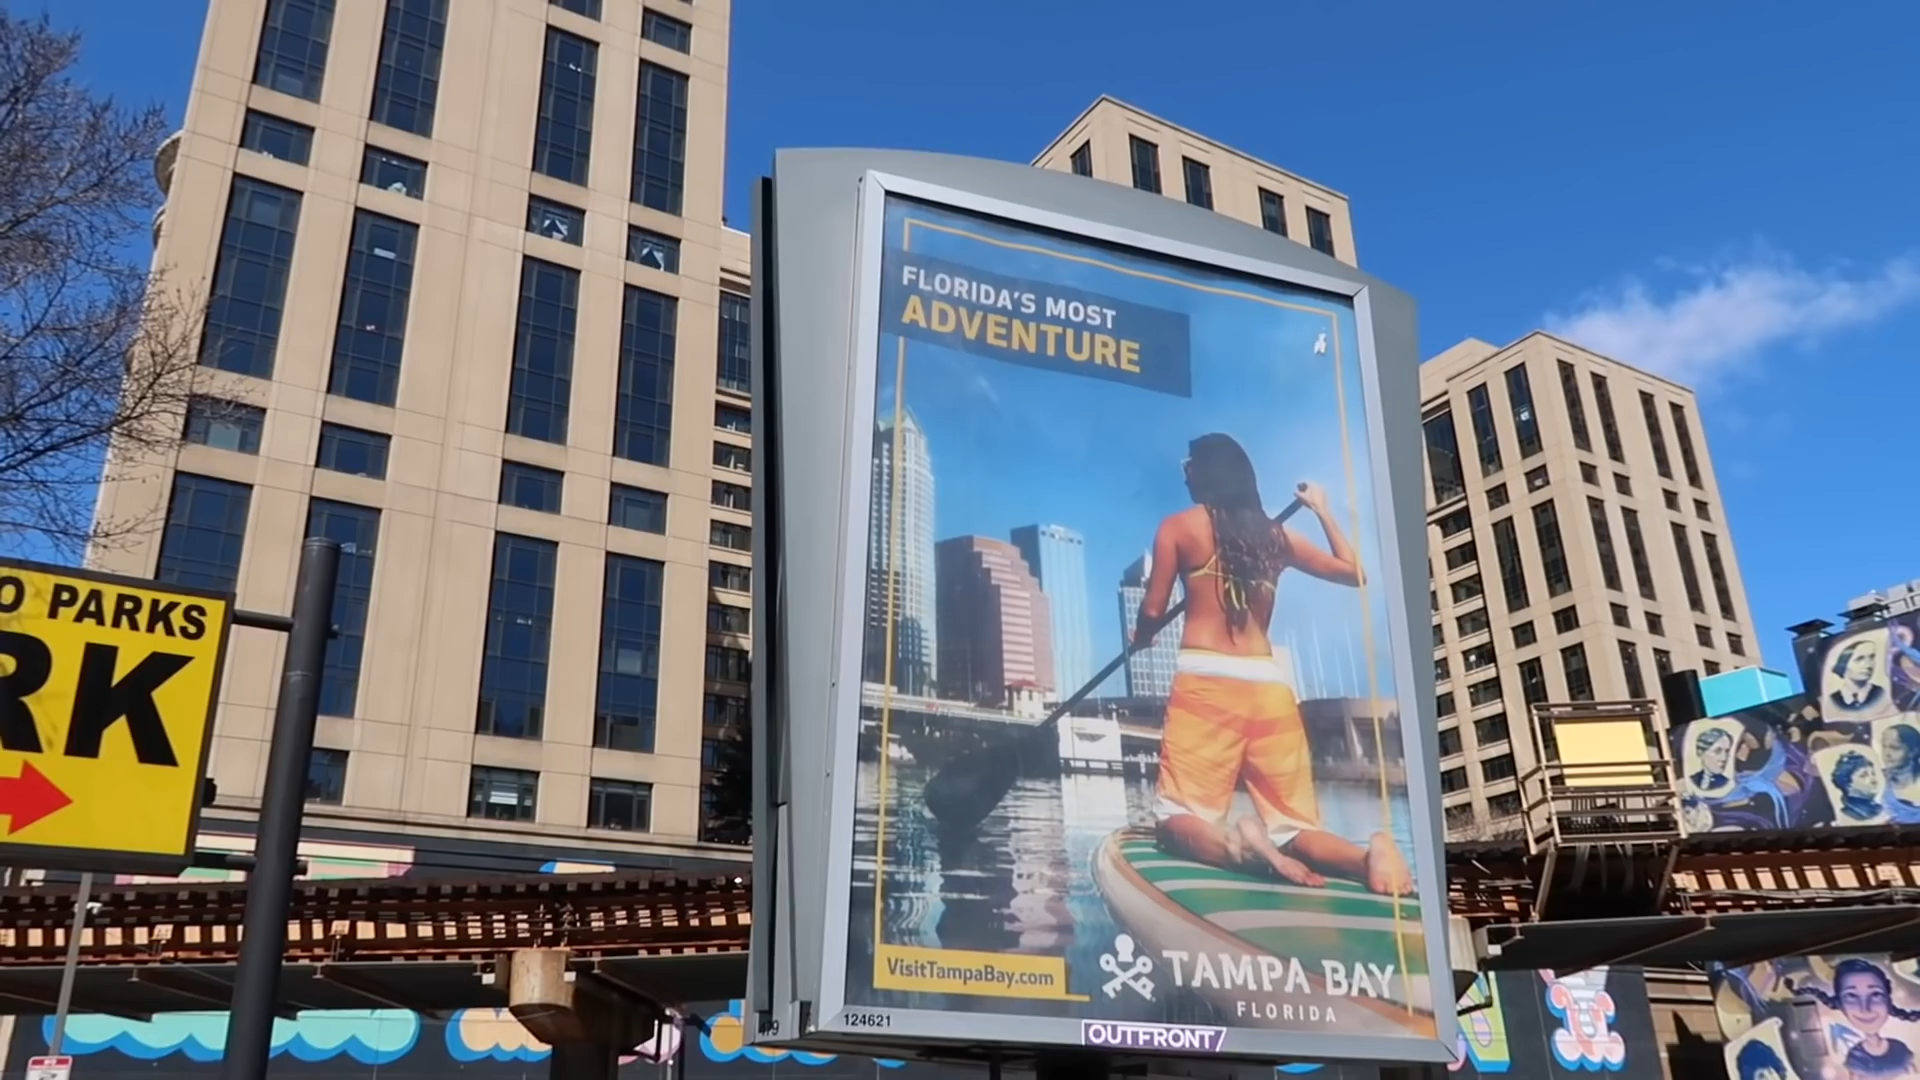 FLORIDA'S MOST
ADVENTURE
O PARKS
RK
VisitTampaBay.com
TAMPA BAY
FLORIDA
124621
OUTFRONT/